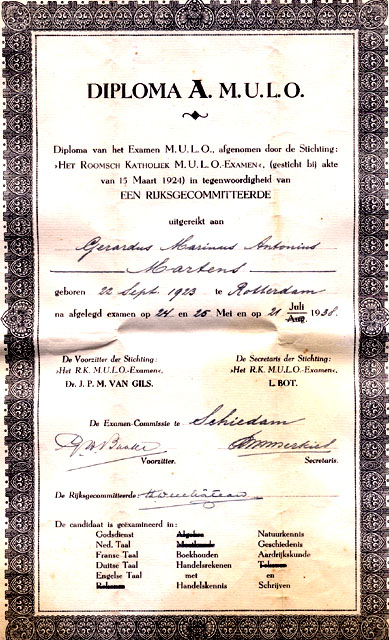 DIPLOMA A. M.U.L.O.
Diploma van het Examen M.U.L.O., afgenomen door de Stichting:
»HET ROOMSCH KATHOLIEK M.U.L.O.-EXAMEN«, (gesticht bij akte
van 15 Maart 1924) in tegenwoordigheid van
EEN RIJKSGECOMMITTEERDE
uitgereikt aan
Gerardus Marinus Antonius
Martens
geboren 22 Sept. 1923 te Rotterdam
na afgelegd examen op 24 en 25 Mei en op 21 Juli Aug. 1938.
De Voorzitter der Stichting: De Secretaris der Stichting:
»Het R.K. M.U.L.O.-Examen«, »Het R.K. M.U.L.O.-Examen«,
Dr. J. P. M. VAN GILS. L. BOT.
De Examen-Commissie te Schiedam
Voorzitter. Secretaris.
De Rijksgecommitteerde:
De candidaat is geëxamineerd in:
Godsdienst Algebra Natuurkennis
Ned. Taal Meetkunde Geschiedenis
Franse Taal Boekhouden Aardrijkskunde
Duitse Taal Handelsrekenen Tekenen
Engelse Taal met en
Rekenen Handelskennis Schrijven